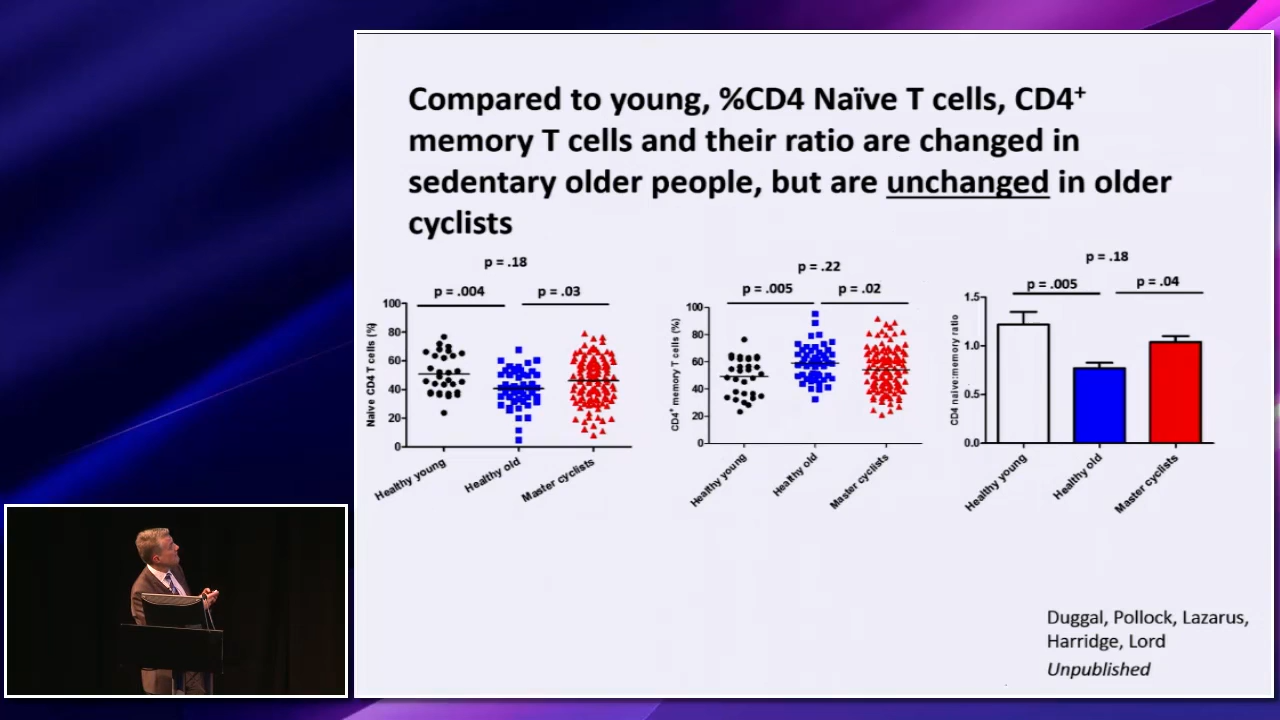 Compared to young, %CD4 Naïve T cells, CD4⁺
memory T cells and their ratio are changed in
sedentary older people, but are unchanged in older
cyclists
p = .18
p = .004
p = .03
Naive CD4 T cells (%)
100
80
60
40
20
0
Healthy young
Healthy old
Master cyclists
p = .22
p = .005
p = .02
CD4⁺ memory T cells (%)
100
80
60
40
20
0
Healthy young
Healthy old
Master cyclists
p = .18
p = .005
p = .04
CD4 naive:memory ratio
1.5
1.0
0.5
0.0
Healthy young
Healthy old
Master cyclists
Duggal, Pollock, Lazarus,
Harridge, Lord
Unpublished